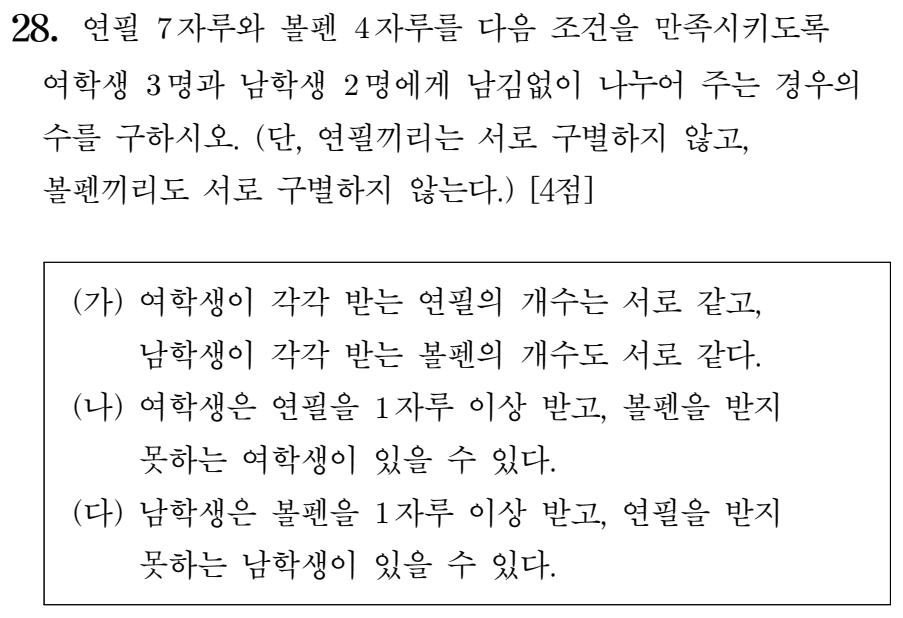 28. 연필 7자루와 볼펜 4자루를 다음 조건을 만족시키도록
여학생 3명과 남학생 2명에게 남김없이 나누어 주는 경우의
수를 구하시오. (단, 연필끼리는 서로 구별하지 않고,
볼펜끼리도 서로 구별하지 않는다.) [4점]
(가) 여학생이 각각 받는 연필의 개수는 서로 같고,
남학생이 각각 받는 볼펜의 개수도 서로 같다.
(나) 여학생은 연필을 1자루 이상 받고, 볼펜을 받지
못하는 여학생이 있을 수 있다.
(다) 남학생은 볼펜을 1자루 이상 받고, 연필을 받지
못하는 남학생이 있을 수 있다.